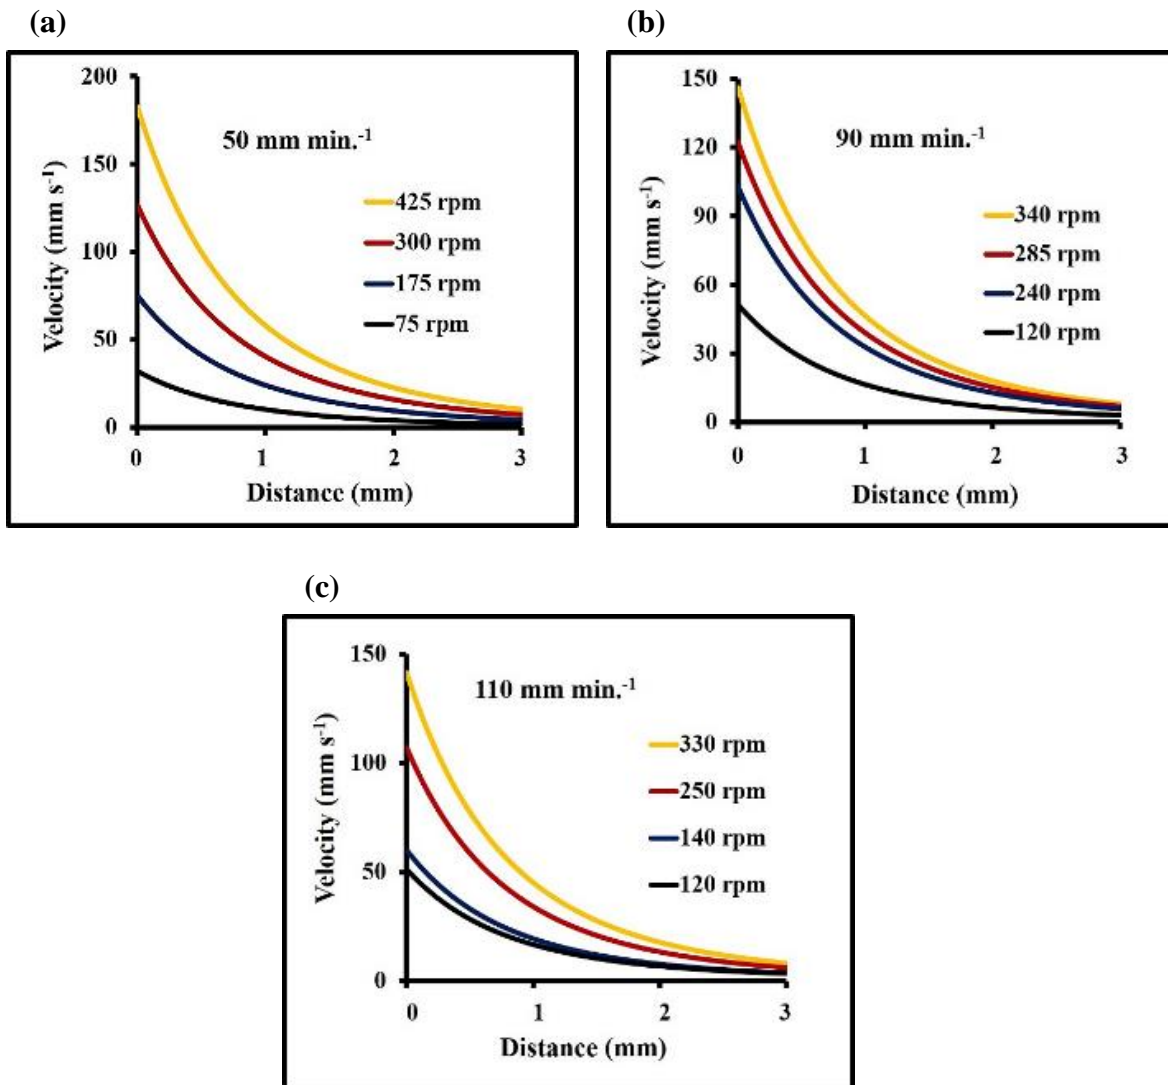 (a)
200
150
100
50
0
Velocity (mm s⁻¹)
50 mm min.⁻¹
425 rpm
300 rpm
175 rpm
75 rpm
0 1 2 3
Distance (mm)
(b)
150
120
90
60
30
0
Velocity (mm s⁻¹)
90 mm min.⁻¹
340 rpm
285 rpm
240 rpm
120 rpm
0 1 2 3
Distance (mm)
(c)
150
100
50
0
Velocity (mm s⁻¹)
110 mm min.⁻¹
330 rpm
250 rpm
140 rpm
120 rpm
0 1 2 3
Distance (mm)